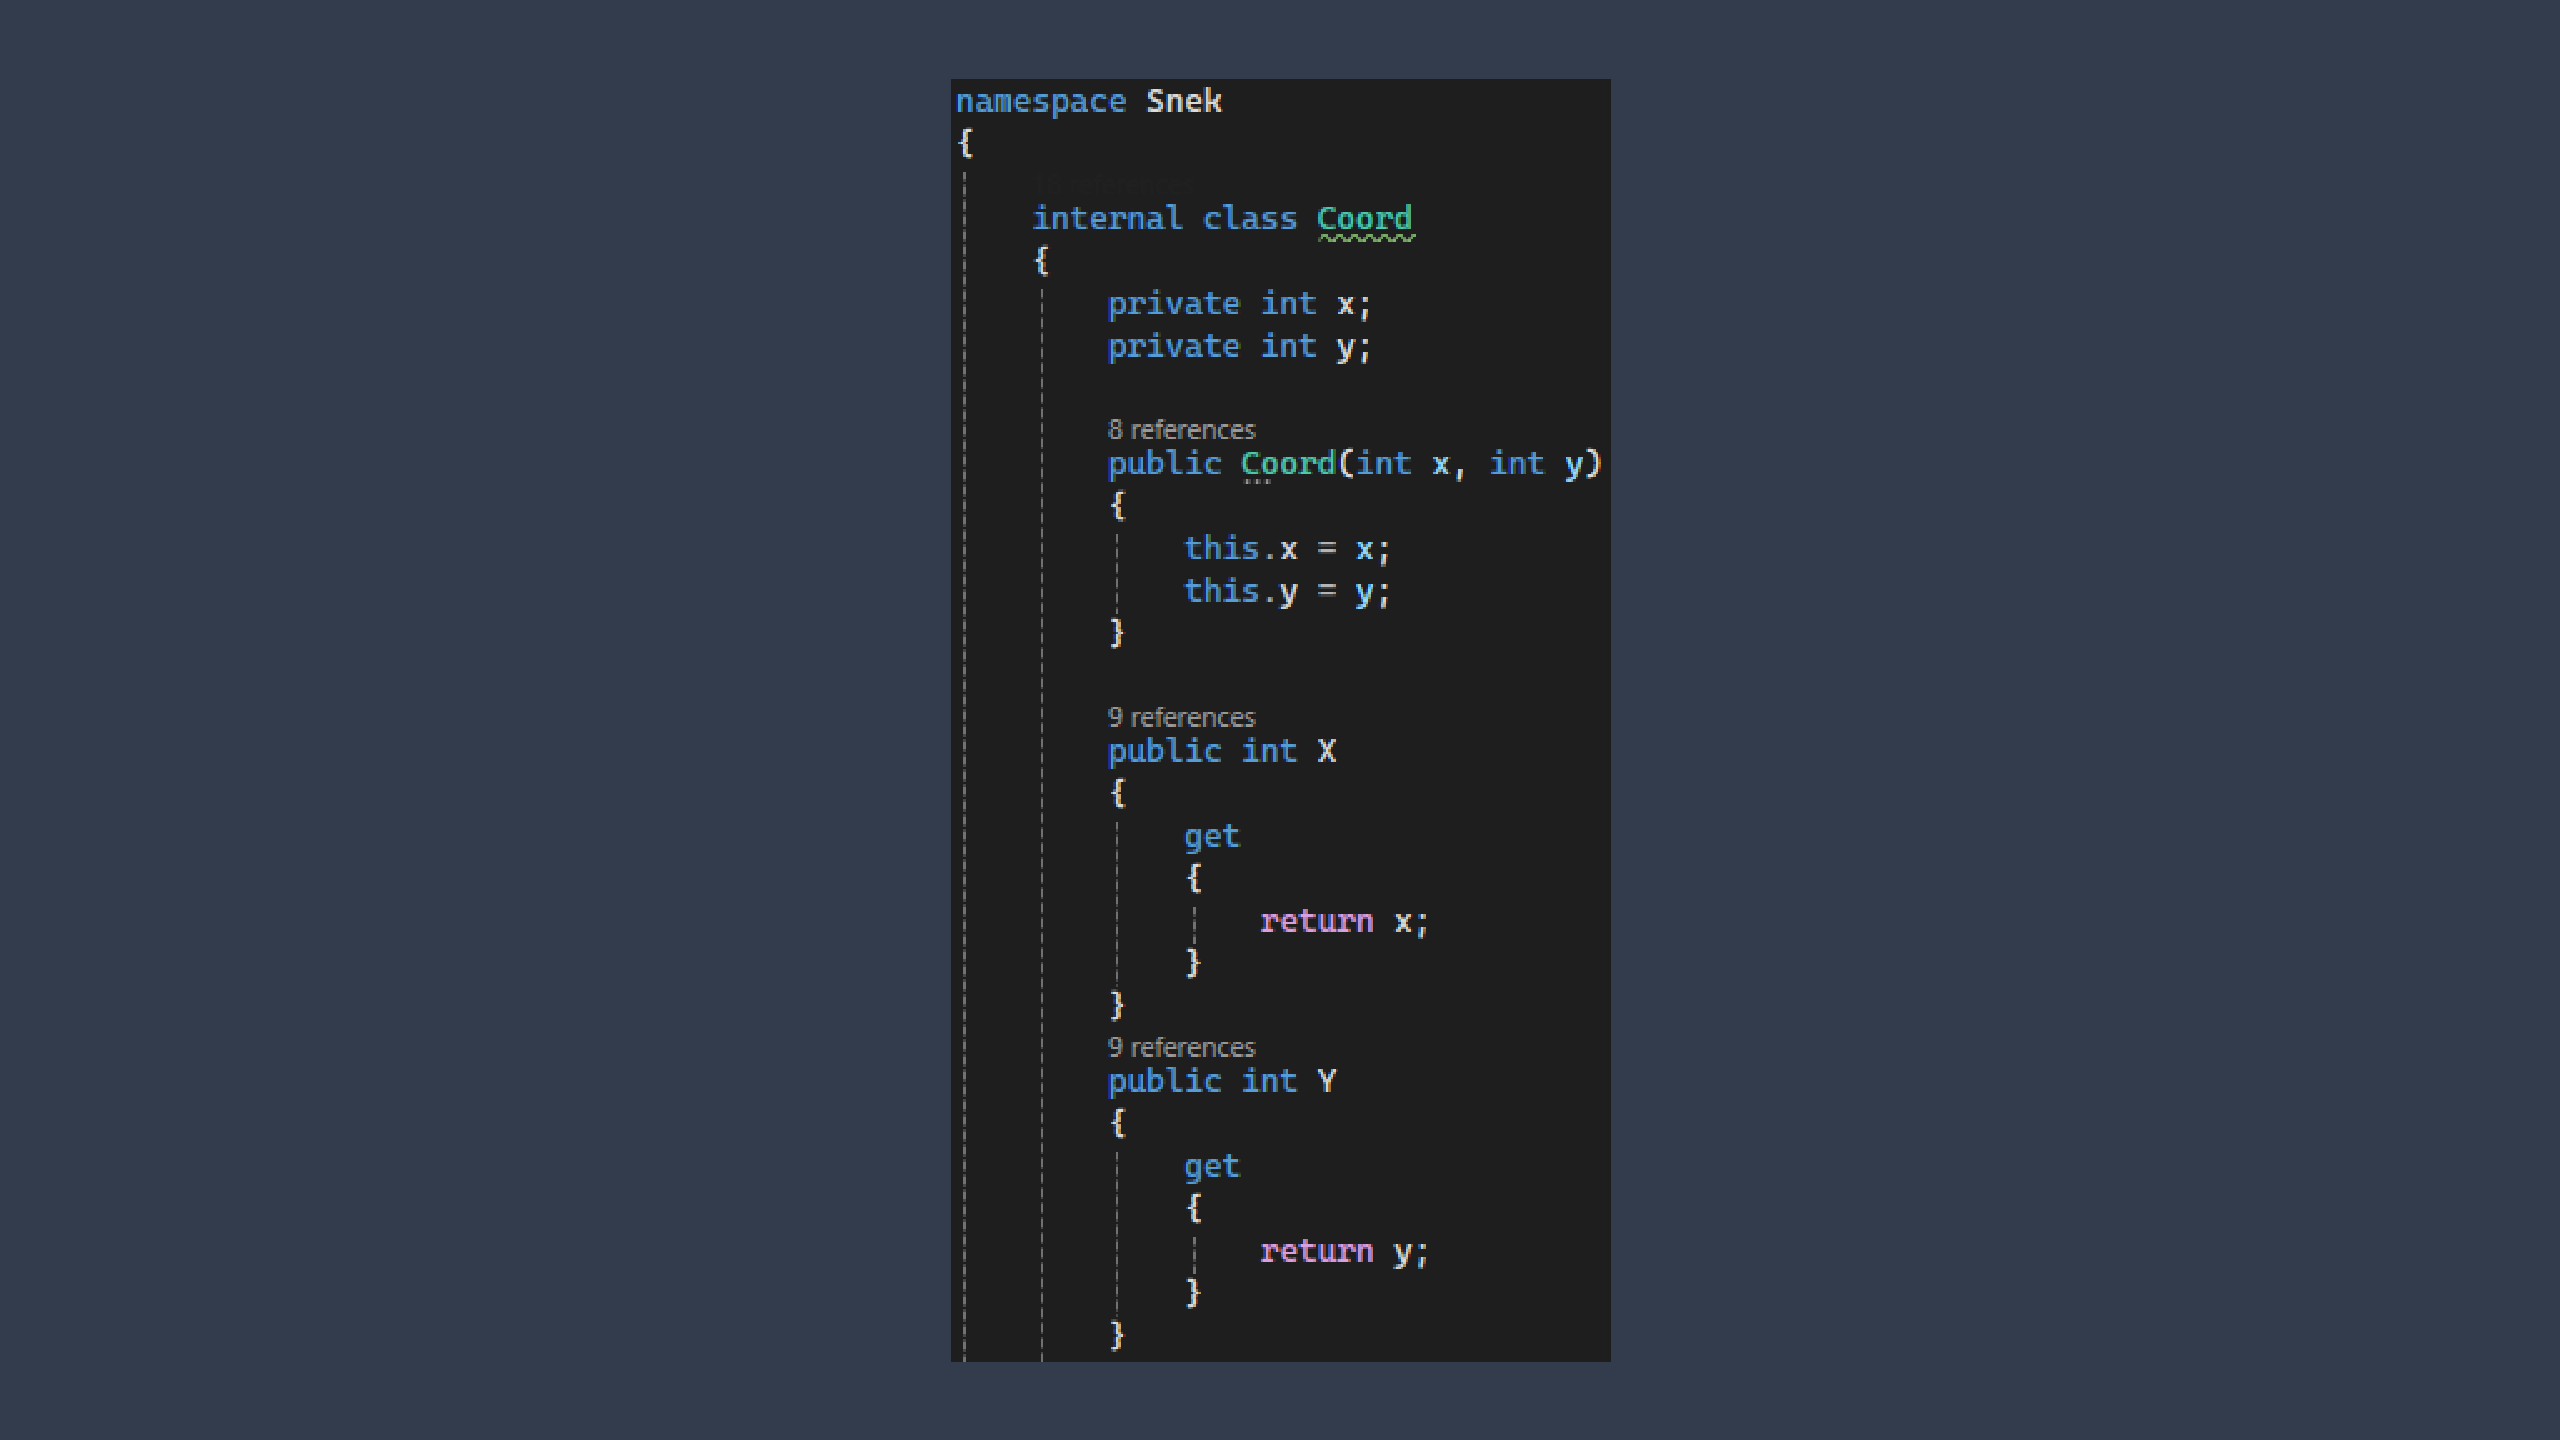 namespace Snek
{
internal class Coord
{
private int x;
private int y;
8 references
public Coord(int x, int y)
{
this.x = x;
this.y = y;
}
9 references
public int X
{
get
{
return x;
}
}
9 references
public int Y
{
get
{
return y;
}
}